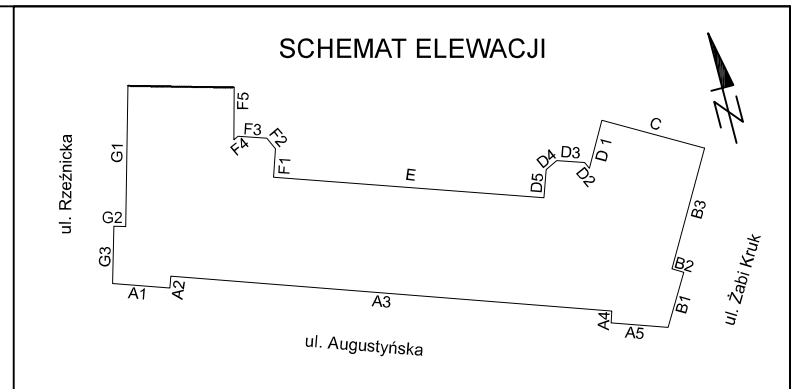 SCHEMAT ELEWACJI
N
C
F5
F3
F2
F4
D 1
D3
D4
D2
G1
F1
E
D5
B3
ul. Rzeźnicka
G2
G3
B2
ul. Żabi Kruk
A1
A2
A3
A4
A5
B1
ul. Augustyńska